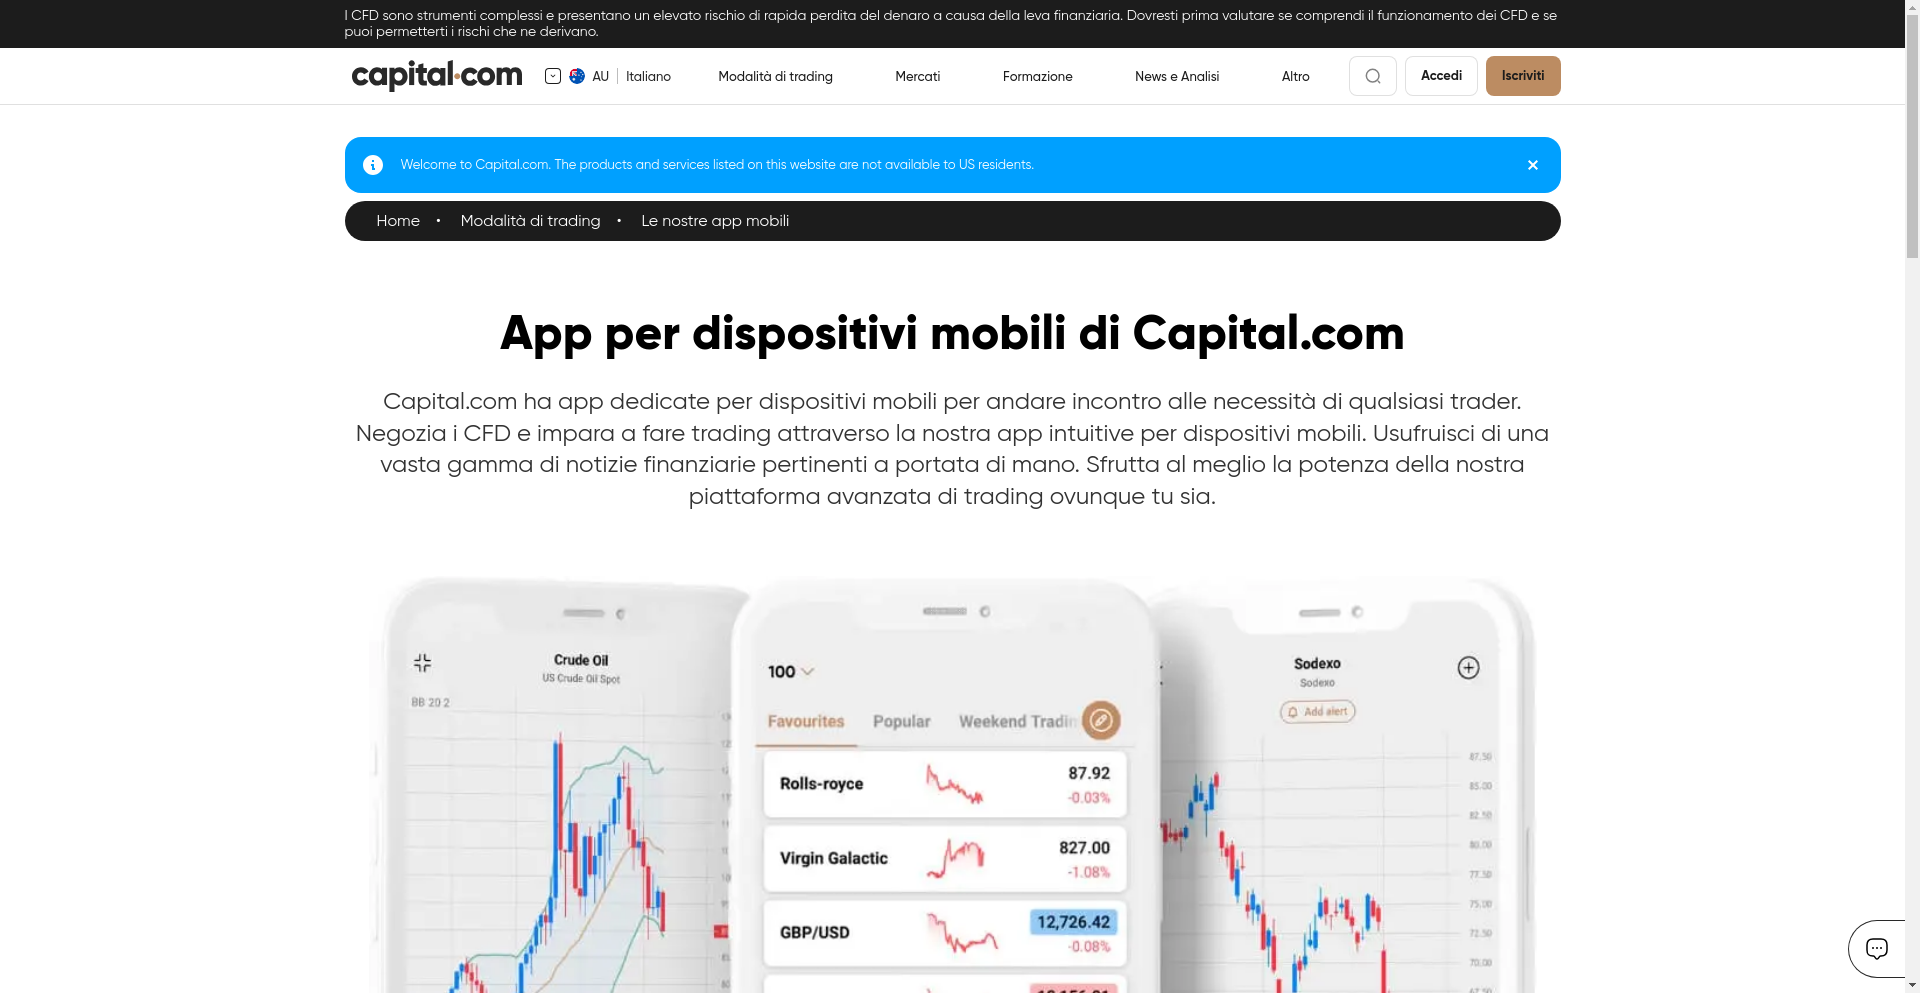 I CFD sono strumenti complessi e presentano un elevato rischio di rapida perdita del denaro a causa della leva finanziaria. Dovresti prima valutare se comprendi il funzionamento dei CFD e se
puoi permetterti i rischi che ne derivano.
capital.com
AU
Italiano
Modalità di trading
Mercati
Formazione
News e Analisi
Altro
Accedi
Iscriviti
Welcome to Capital.com. The products and services listed on this website are not available to US residents.
Home • Modalità di trading • Le nostre app mobili
App per dispositivi mobili di Capital.com
Capital.com ha app dedicate per dispositivi mobili per andare incontro alle necessità di qualsiasi trader.
Negozia i CFD e impara a fare trading attraverso la nostra app intuitive per dispositivi mobili. Usufruisci di una
vasta gamma di notizie finanziarie pertinenti a portata di mano. Sfrutta al meglio la potenza della nostra
piattaforma avanzata di trading ovunque tu sia.
Crude Oil
US Crude Oil Spot
BB 20 2
100
Favourites
Popular
Weekend Tradin
Rolls-royce
87.92
-0.03%
Virgin Galactic
827.00
-1.08%
GBP/USD
12,726.42
-0.08%
Sodexo
Sodexo
Add alert
87.50
85.00
82.50
80.00
77.50
75.00
72.50
70.00